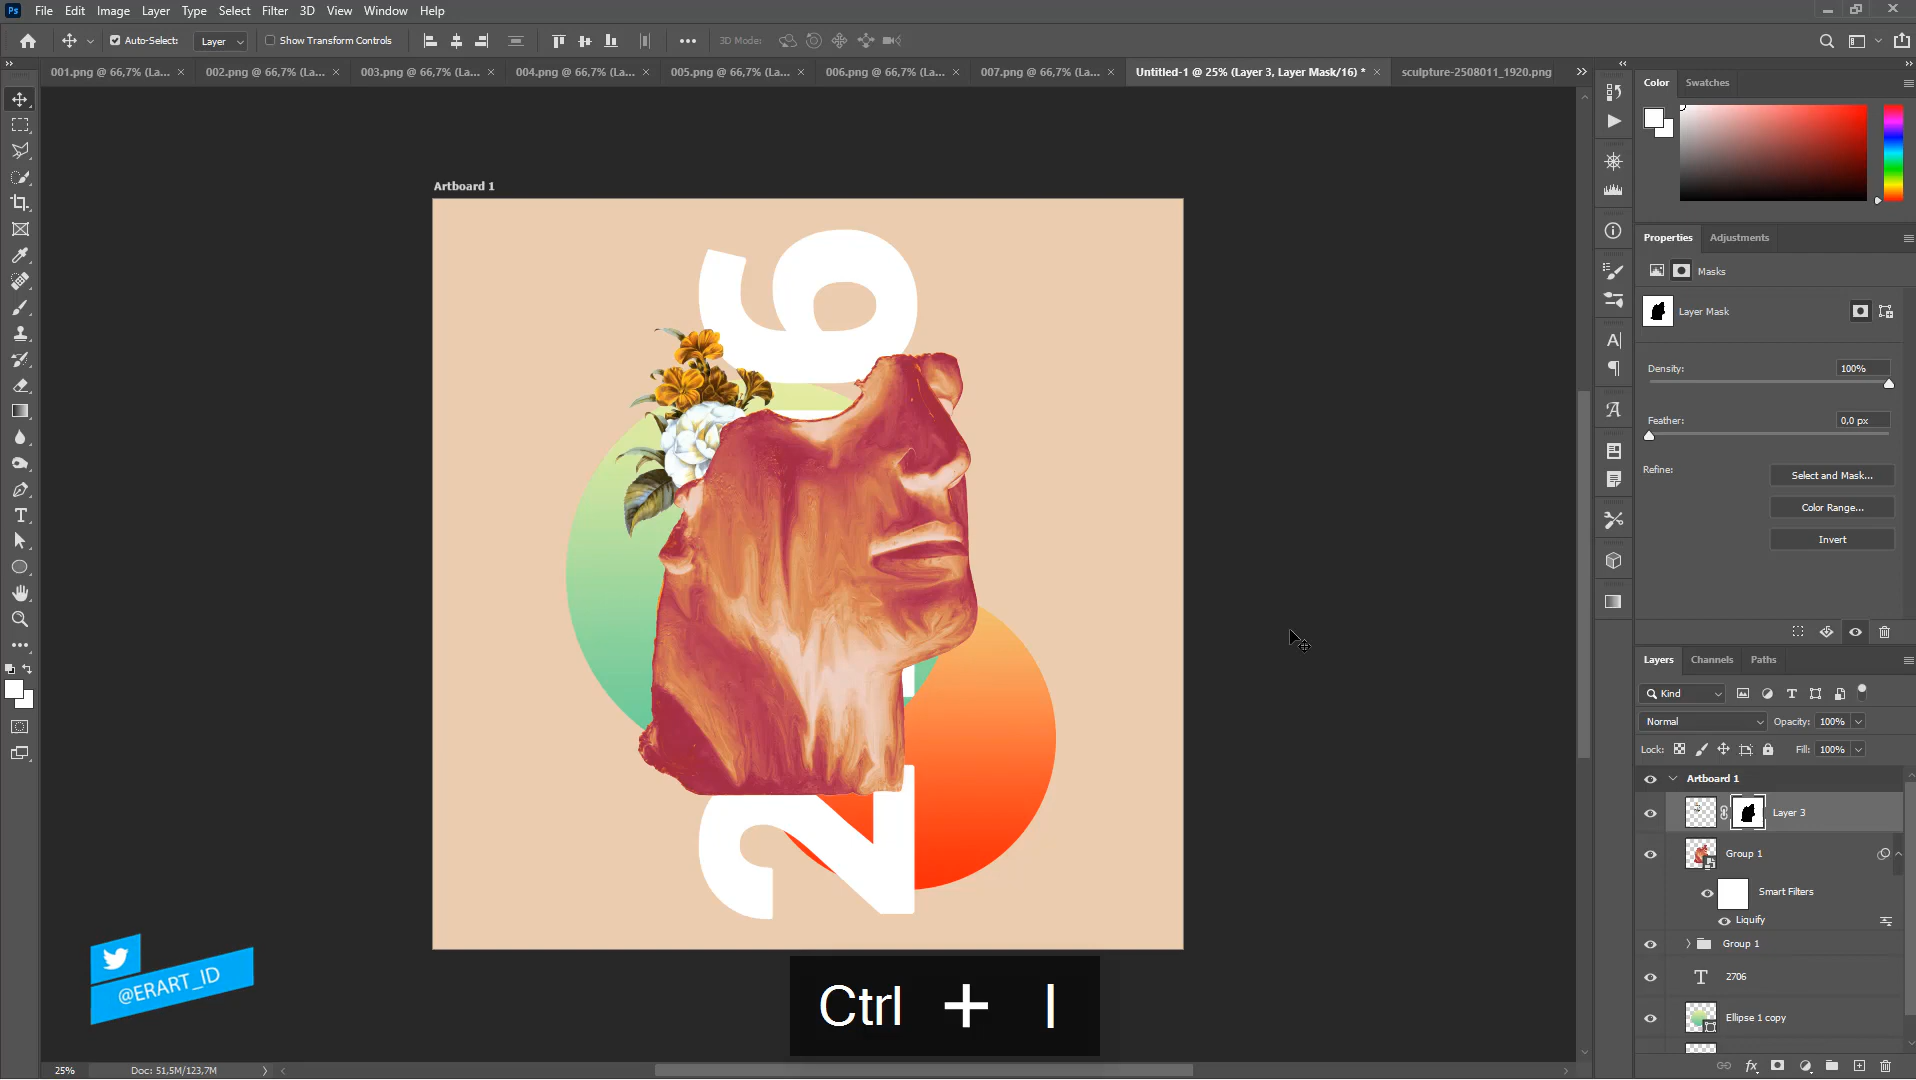 Ps File Edit Image Layer Type Select Filter 3D View Window Help
Auto-Select: Layer Show Transform Controls 3D Mode:
001.png @ 66,7% (La... × 002.png @ 66,7% (La... × 003.png @ 66,7% (La... × 004.png @ 66,7% (La... × 005.png @ 66,7% (La... × 006.png @ 66,7% (La... × 007.png @ 66,7% (La... × Untitled-1 @ 25% (Layer 3, Layer Mask/16) * × sculpture-2508011_1920.png
Color Swatches
Artboard 1
Properties Adjustments
Masks
Layer Mask
Density: 100%
Feather: 0,0 px
Refine: Select and Mask...
Color Range...
Invert
Layers Channels Paths
Kind
Normal Opacity: 100%
Lock: Fill: 100%
Artboard 1
Layer 3
Group 1
Smart Filters
Liquify
Group 1
2706
Ellipse 1 copy
2
6
@ERART_ID
Ctrl + I
25% Doc: 51,5M/123,7M